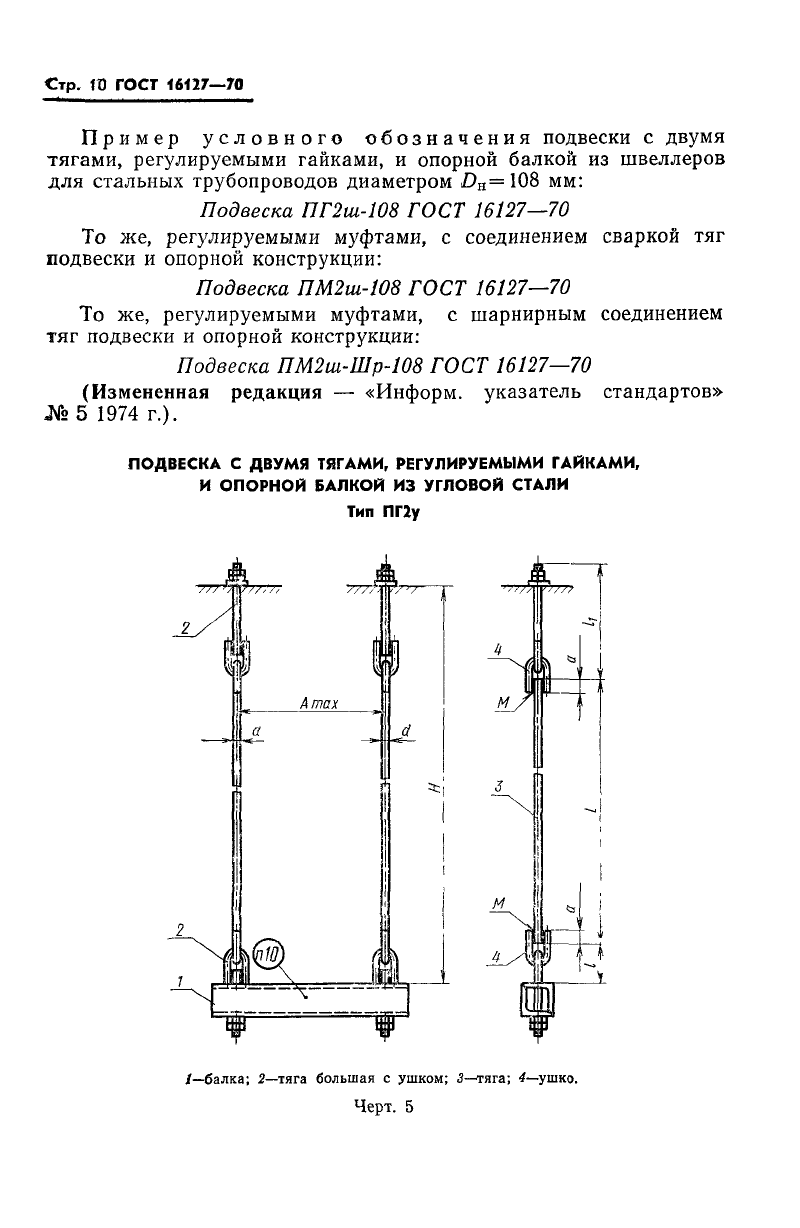 Стр. 10 ГОСТ 16127—70
Пример условного обозначения подвески с двумя
тягами, регулируемыми гайками, и опорной балкой из швеллеров
для стальных трубопроводов диаметром Dн=108 мм:
Подвеска ПГ2ш-108 ГОСТ 16127—70
То же, регулируемыми муфтами, с соединением сваркой тяг
подвески и опорной конструкции:
Подвеска ПМ2ш-108 ГОСТ 16127—70
То же, регулируемыми муфтами, с шарнирным соединением
тяг подвески и опорной конструкции:
Подвеска ПМ2ш-Шр-108 ГОСТ 16127—70
(Измененная редакция — «Информ. указатель стандартов»
№ 5 1974 г.).
ПОДВЕСКА С ДВУМЯ ТЯГАМИ, РЕГУЛИРУЕМЫМИ ГАЙКАМИ,
И ОПОРНОЙ БАЛКОЙ ИЗ УГЛОВОЙ СТАЛИ
Тип ПГ2у
2
4
l1
a
A max
M
a
d
H
3
L
M
a
2
п10
4
l
1
1—балка; 2—тяга большая с ушком; 3—тяга; 4—ушко.
Черт. 5